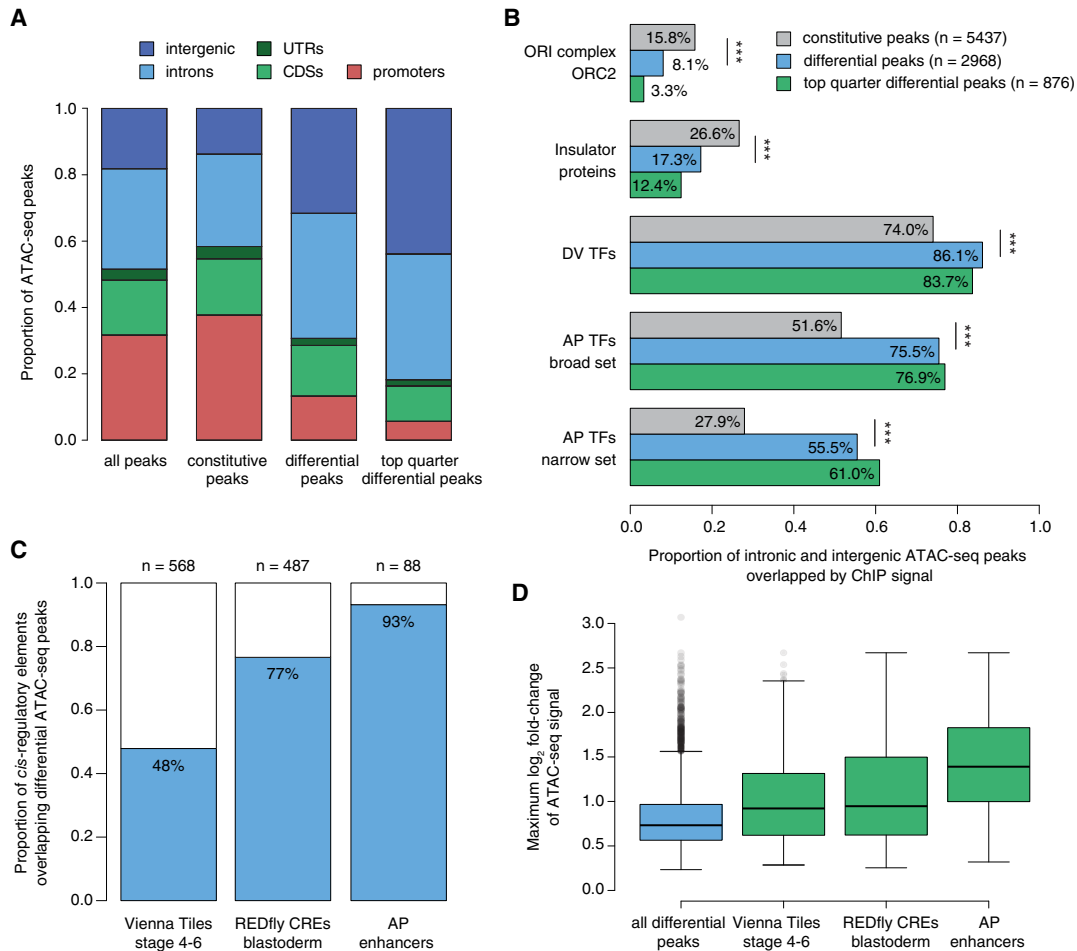 A
intergenic
introns
UTRs
CDSs
promoters
Proportion of ATAC-seq peaks
1.0
0.8
0.6
0.4
0.2
0.0
all peaks
constitutive
peaks
differential
peaks
top quarter
differential peaks
B
constitutive peaks (n = 5437)
differential peaks (n = 2968)
top quarter differential peaks (n = 876)
ORI complex
ORC2
15.8%
8.1%
3.3%
***
Insulator
proteins
26.6%
17.3%
12.4%
***
DV TFs
74.0%
86.1%
83.7%
***
AP TFs
broad set
51.6%
75.5%
76.9%
***
AP TFs
narrow set
27.9%
55.5%
61.0%
***
0.0 0.2 0.4 0.6 0.8 1.0
Proportion of intronic and intergenic ATAC-seq peaks
overlapped by ChIP signal
C
Proportion of cis-regulatory elements
overlapping differential ATAC-seq peaks
1.0
0.8
0.6
0.4
0.2
0.0
n = 568
n = 487
n = 88
48%
77%
93%
Vienna Tiles
stage 4-6
REDfly CREs
blastoderm
AP
enhancers
D
Maximum log2 fold-change
of ATAC-seq signal
3.0
2.5
2.0
1.5
1.0
0.5
0.0
all differential
peaks
Vienna Tiles
stage 4-6
REDfly CREs
blastoderm
AP
enhancers